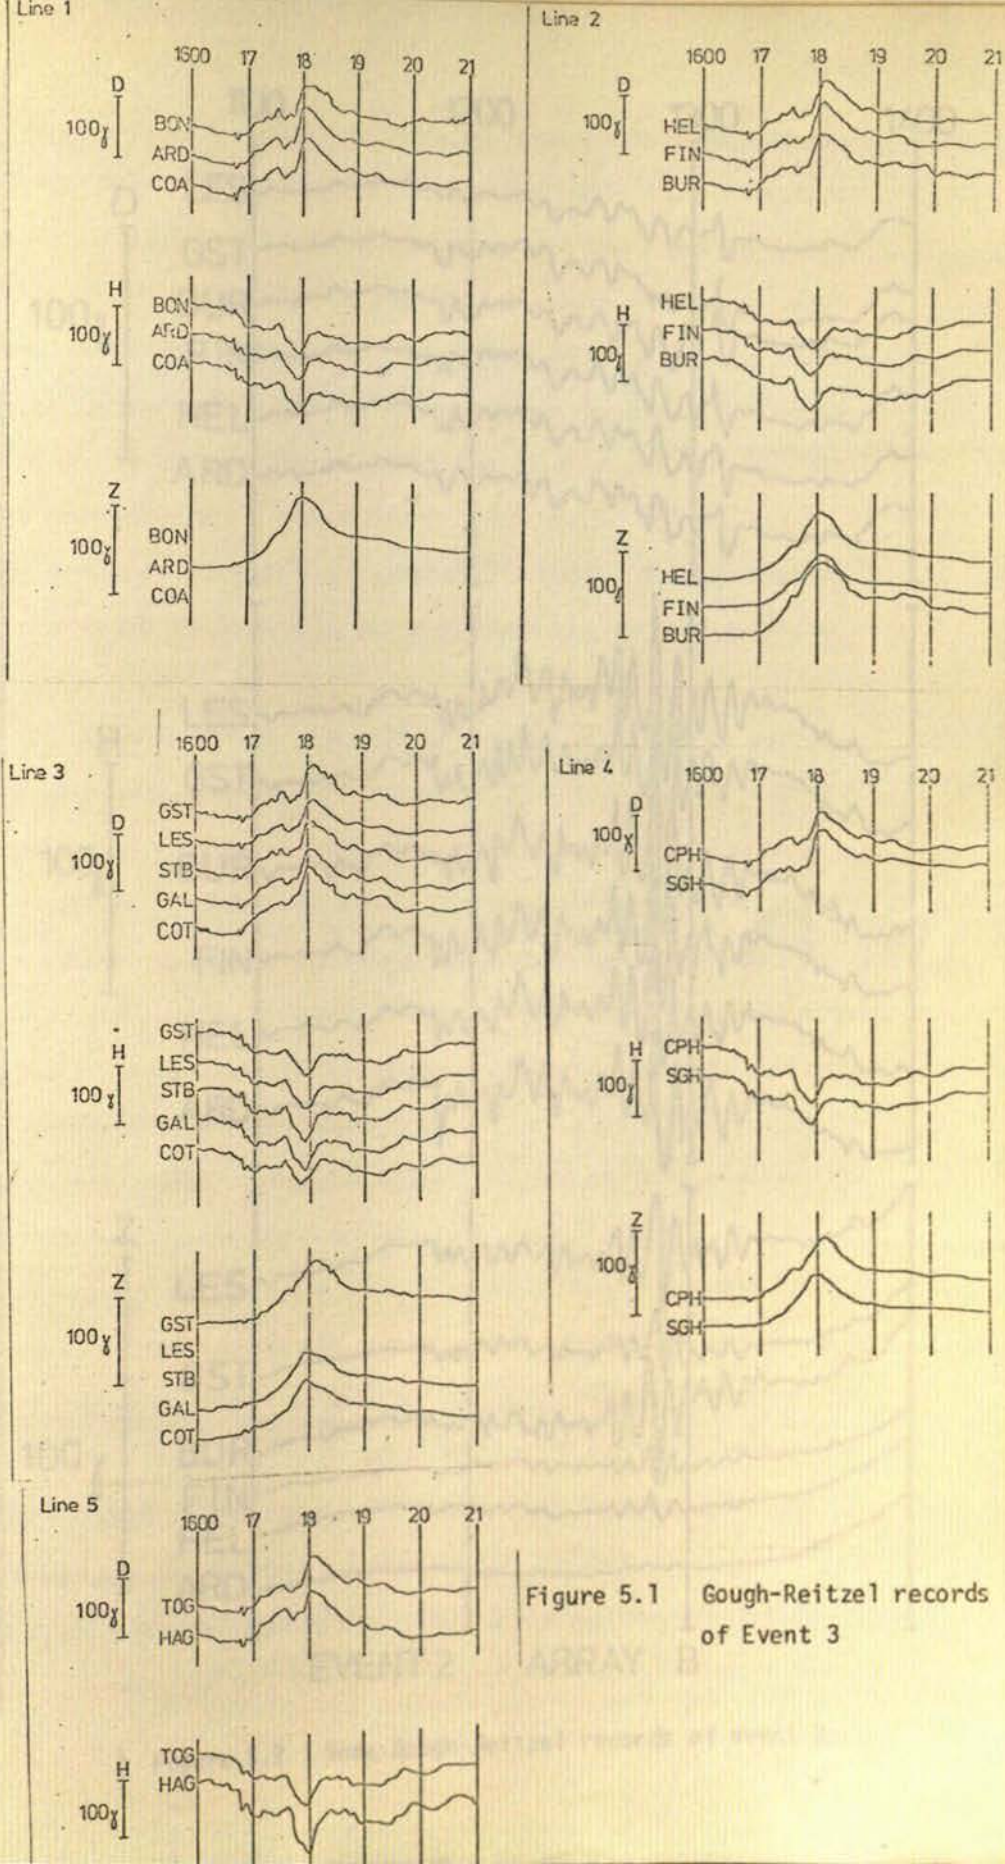 Line 1
1600 17 18 19 20 21
D
100γ
BON
ARD
COA
H
100γ
BON
ARD
COA
Z
100γ
BON
ARD
COA
Line 2
1600 17 18 19 20 21
D
100γ
HEL
FIN
BUR
H
100γ
HEL
FIN
BUR
Z
100γ
HEL
FIN
BUR
Line 3
1600 17 18 19 20 21
D
100γ
GST
LES
STB
GAL
COT
H
100γ
GST
LES
STB
GAL
COT
Z
100γ
GST
LES
STB
GAL
COT
Line 4
1600 17 18 19 20 21
D
100γ
CPH
SGH
H
100γ
CPH
SGH
Z
100γ
CPH
SGH
Line 5
1600 17 18 19 20 21
D
100γ
TOG
HAG
H
100γ
TOG
HAG
Figure 5.1 Gough-Reitzel records
of Event 3
EVENT 2 ARRAY B